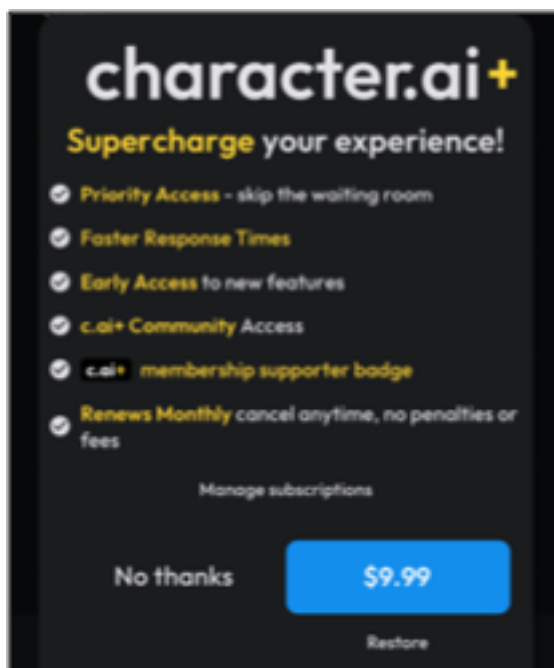 character.ai+
Supercharge your experience!
Priority Access - skip the waiting room
Faster Response Times
Early Access to new features
c.ai+ Community Access
c.ai+ membership supporter badge
Renews Monthly cancel anytime, no penalties or
fees
Manage subscriptions
No thanks
$9.99
Restore